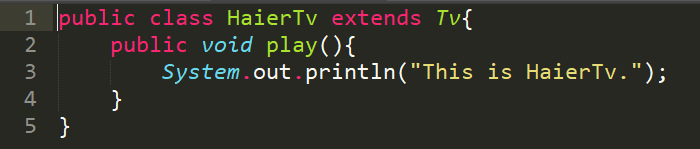 1 public class HaierTv extends Tv{
2     public void play(){
3         System.out.println("This is HaierTv.");
4     }
5 }